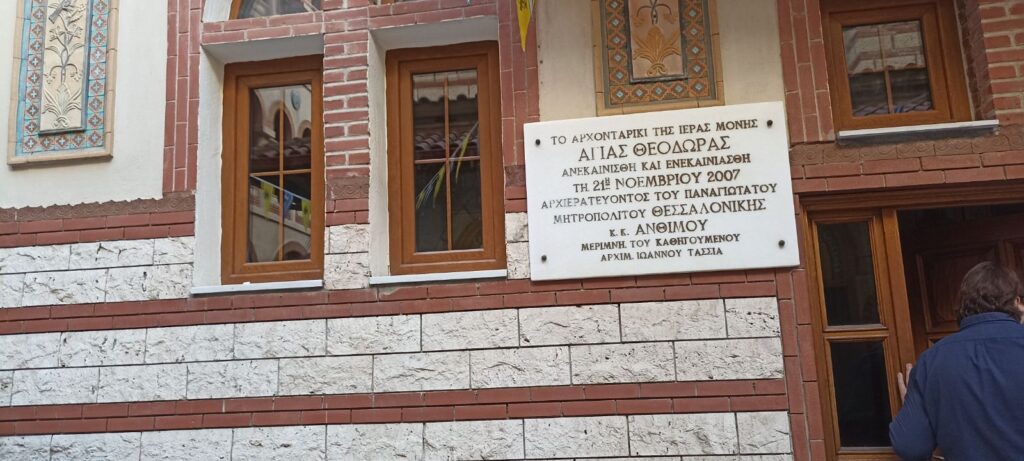 ΤΟ ΑΡΧΟΝΤΑΡΙΚΙ ΤΗΣ ΙΕΡΑΣ ΜΟΝΗΣ
ΑΓΙΑΣ ΘΕΟΔΩΡΑΣ
ΑΝΕΚΑΙΝΙΣΘΗ ΚΑΙ ΕΝΕΚΑΙΝΙΑΣΘΗ
ΤΗ 21η ΝΟΕΜΒΡΙΟΥ 2007
ΑΡΧΙΕΡΑΤΕΥΟΝΤΟΣ ΤΟΥ ΠΑΝΑΓΙΩΤΑΤΟΥ
ΜΗΤΡΟΠΟΛΙΤΟΥ ΘΕΣΣΑΛΟΝΙΚΗΣ
κ. κ. ΑΝΘΙΜΟΥ
ΜΕΡΙΜΝΗ ΤΟΥ ΚΑΘΗΓΟΥΜΕΝΟΥ
ΑΡΧΙΜ. ΙΩΑΝΝΟΥ ΤΑΣΣΙΑ